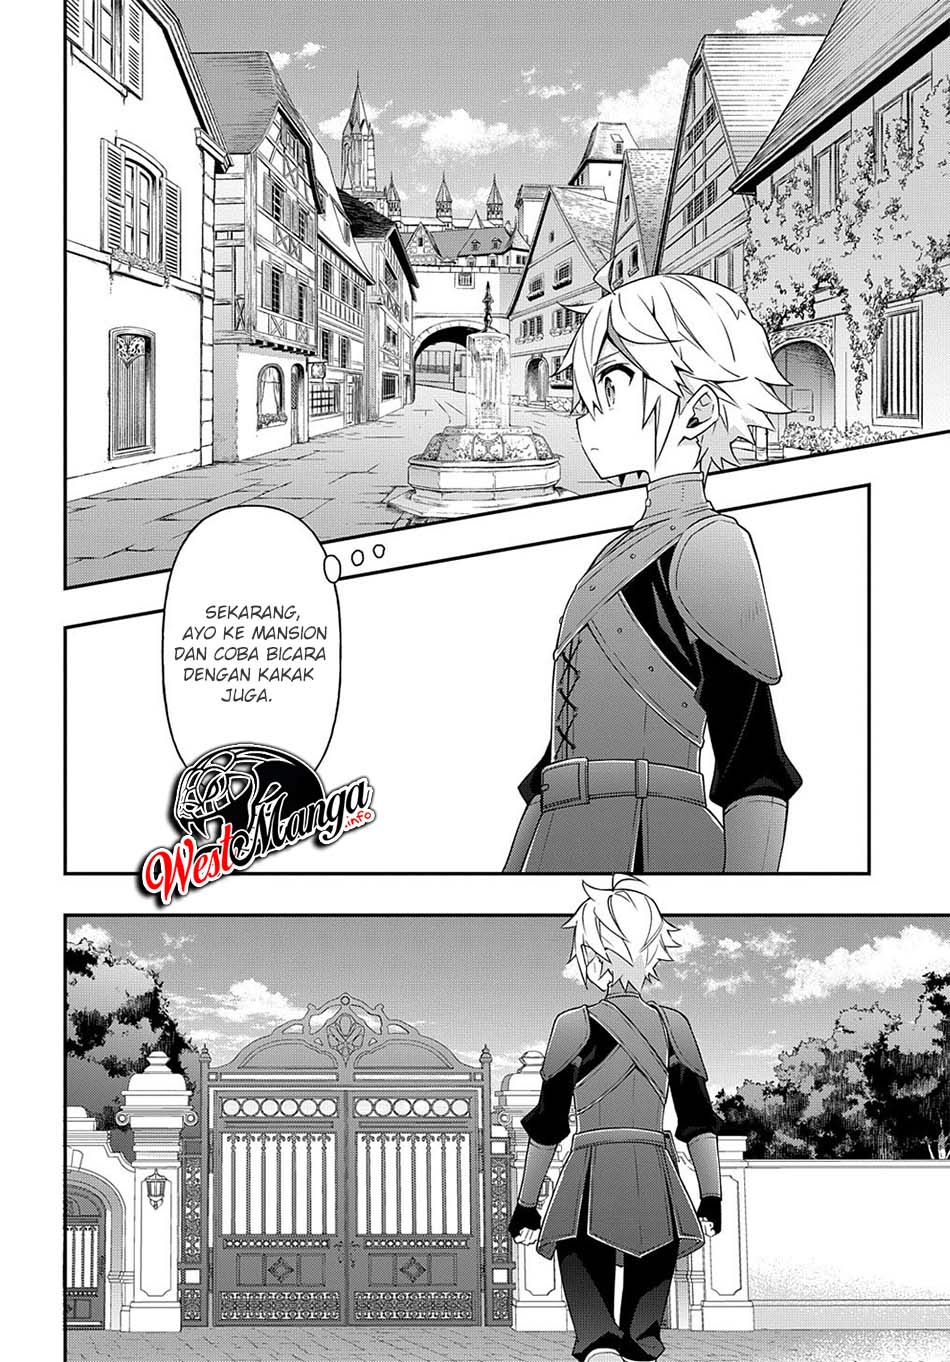 SEKARANG,
AYO KE MANSION
DAN COBA BICARA
DENGAN KAKAK
JUGA.
WestManga
.info